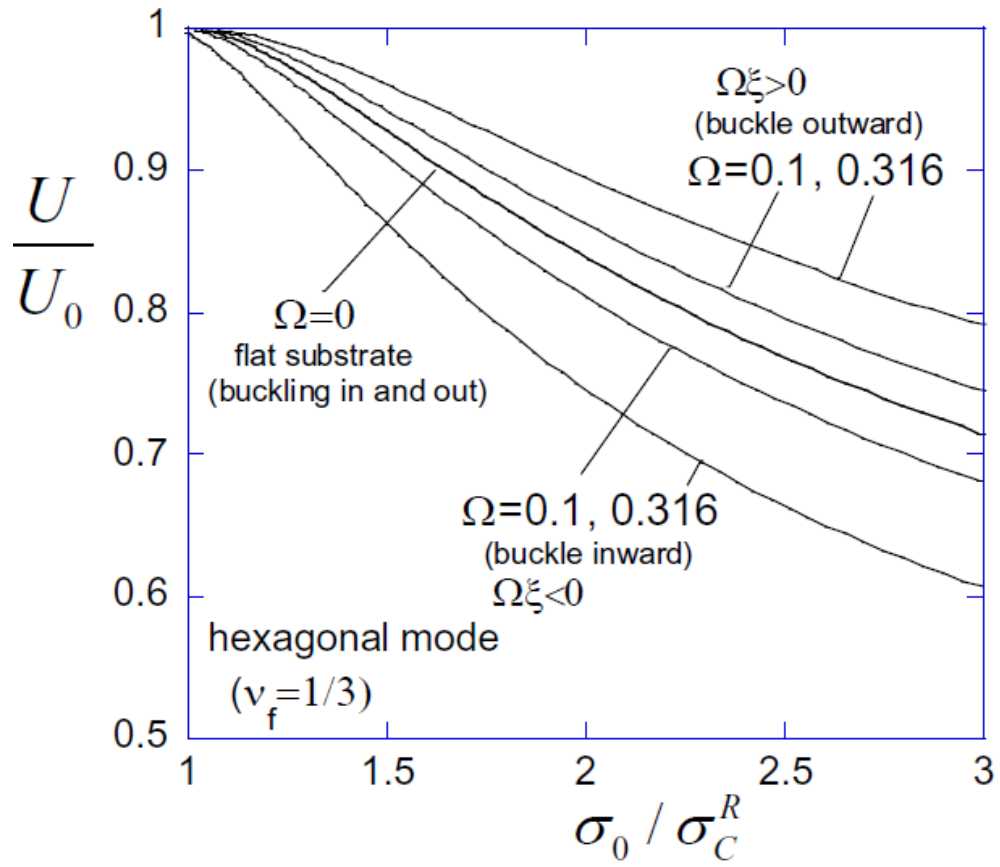 1
0.9
0.8
0.7
0.6
0.5
U
U₀
Ωξ>0
(buckle outward)
Ω=0.1, 0.316
Ω=0
flat substrate
(buckling in and out)
Ω=0.1, 0.316
(buckle inward)
Ωξ<0
hexagonal mode
(ν_f=1/3)
1 1.5 2 2.5 3
σ₀ / σ_C^R